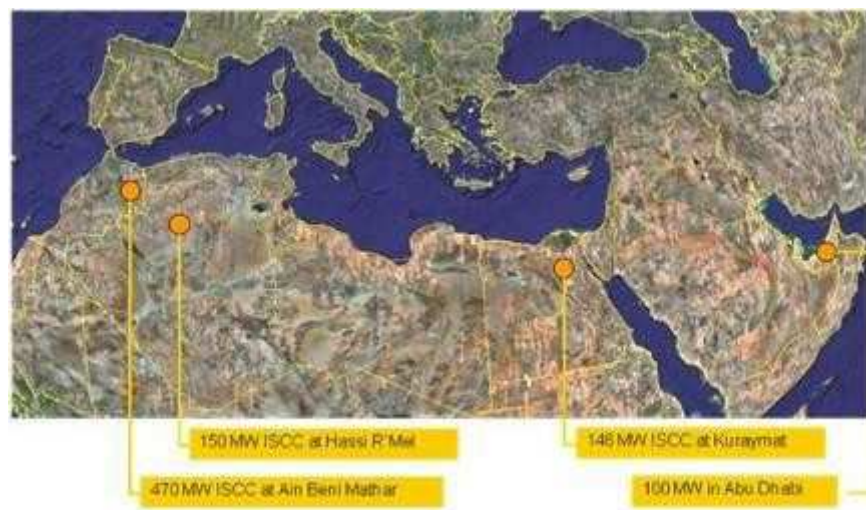 150 MW ISCC at Hassi R'Mel
146 MW ISCC at Kuraymat
470 MW ISCC at Ain Beni Mathar
100 MW in Abu Dhabi